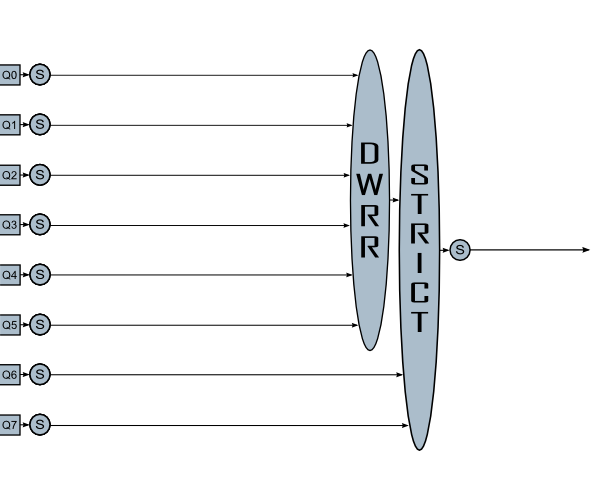 Q0 S
Q1 S
Q2 S
Q3 S
Q4 S
Q5 S
Q6 S
Q7 S
DWRR
STRICT
S